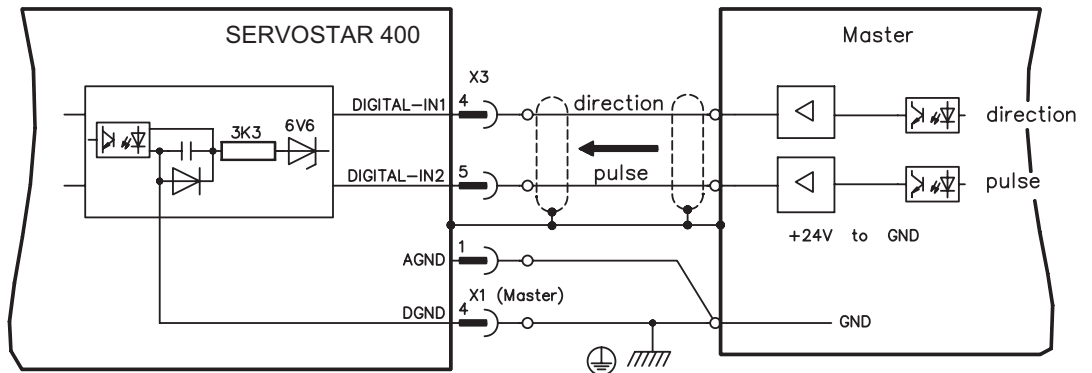 SERVOSTAR 400
Master
X3
DIGITAL-IN1 4 direction
direction
3K3 6V6
DIGITAL-IN2 5 pulse
pulse
+24V to GND
AGND 1
X1 (Master)
DGND 4
GND